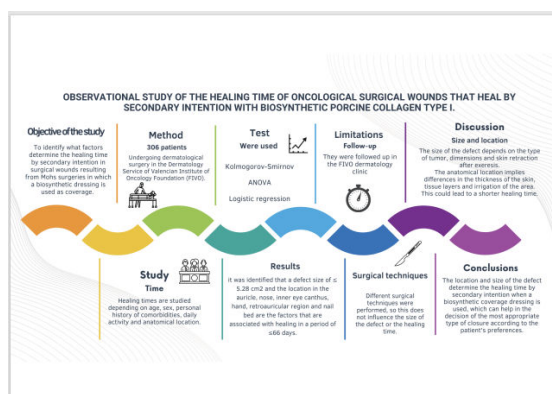 OBSERVATIONAL STUDY OF THE HEALING TIME OF ONCOLOGICAL SURGICAL WOUNDS THAT HEAL BY
SECONDARY INTENTION WITH BIOSYNTHETIC PORCINE COLLAGEN TYPE I.
Objective of the study
To identify what factors
determine the healing time
by secondary intention in
surgical wounds resulting
from Mohs surgeries in which
a biosynthetic dressing is
used as coverage.
Method
306 patients
Undergoing dermatological
surgery in the Dermatology
Service of Valencian Institute of
Oncology Foundation (FIVO).
Test
Were used
Kolmogorov-Smirnov
ANOVA
Logistic regression
Limitations
Follow-up
They were followed up in
the FIVO dermatology
clinic
Discussion
Size and location
The size of the defect depends on the type
of tumor, dimensions and skin retraction
after exeresis.
The anatomical location implies
differences in the thickness of the skin,
tissue layers and irrigation of the area.
This could lead to a shorter healing time.
Study
Time
Healing times are studied
depending on age, sex, personal
history of comorbidities, daily
activity and anatomical location.
Results
It was identified that a defect size of ≤
5.28 cm2 and the location in the
auricle, nose, inner eye canthus,
hand, retroauricular region and nail
bed are the factors that are
associated with healing in a period of
≤66 days.
Surgical techniques
Different surgical
techniques were
performed, so this does
not influence the size of
the defect or the healing
time.
Conclusions
The location and size of the defect
determine the healing time by
secondary intention when a
biosynthetic coverage dressing is
used, which can help in the
decision of the most appropriate
type of closure according to the
patient's preferences.